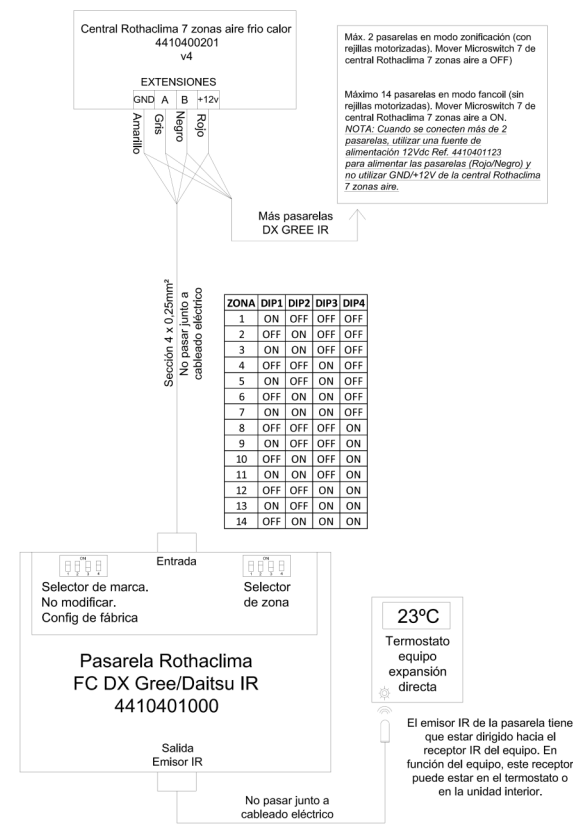 Central Rothaclima 7 zonas aire frio calor
4410400201
v4
EXTENSIONES
GND A B +12v
Amarillo
Gris
Negro
Rojo
Máx. 2 pasarelas en modo zonificación (con
rejillas motorizadas). Mover Microswitch 7 de
central Rothaclima 7 zonas aire a OFF)
Máximo 14 pasarelas en modo fancoil (sin
rejillas motorizadas). Mover Microswitch 7 de
central Rothaclima 7 zonas aire a ON.
NOTA: Cuando se conecten más de 2
pasarelas, utilizar una fuente de
alimentación 12Vdc Ref. 4410401123
para alimentar las pasarelas (Rojo/Negro) y
no utilizar GND/+12V de la central Rothaclima
7 zonas aire.
Más pasarelas
DX GREE IR
Sección 4 x 0,25mm²
No pasar junto a
cableado eléctrico
ZONA DIP1 DIP2 DIP3 DIP4
1 ON OFF OFF OFF
2 OFF ON OFF OFF
3 ON ON OFF OFF
4 OFF OFF ON OFF
5 ON OFF ON OFF
6 OFF ON ON OFF
7 ON ON ON OFF
8 OFF OFF OFF ON
9 ON OFF OFF ON
10 OFF ON OFF ON
11 ON ON OFF ON
12 OFF OFF ON ON
13 ON OFF ON ON
14 OFF ON ON ON
Entrada
ON
1 2 3 4
Selector de marca.
No modificar.
Config de fábrica
ON
1 2 3 4
Selector
de zona
Pasarela Rothaclima
FC DX Gree/Daitsu IR
4410401000
Salida
Emisor IR
23ºC
Termostato
equipo
expansión
directa
El emisor IR de la pasarela tiene
que estar dirigido hacia el
receptor IR del equipo. En
función del equipo, este receptor
puede estar en el termostato o
en la unidad interior.
No pasar junto a
cableado eléctrico